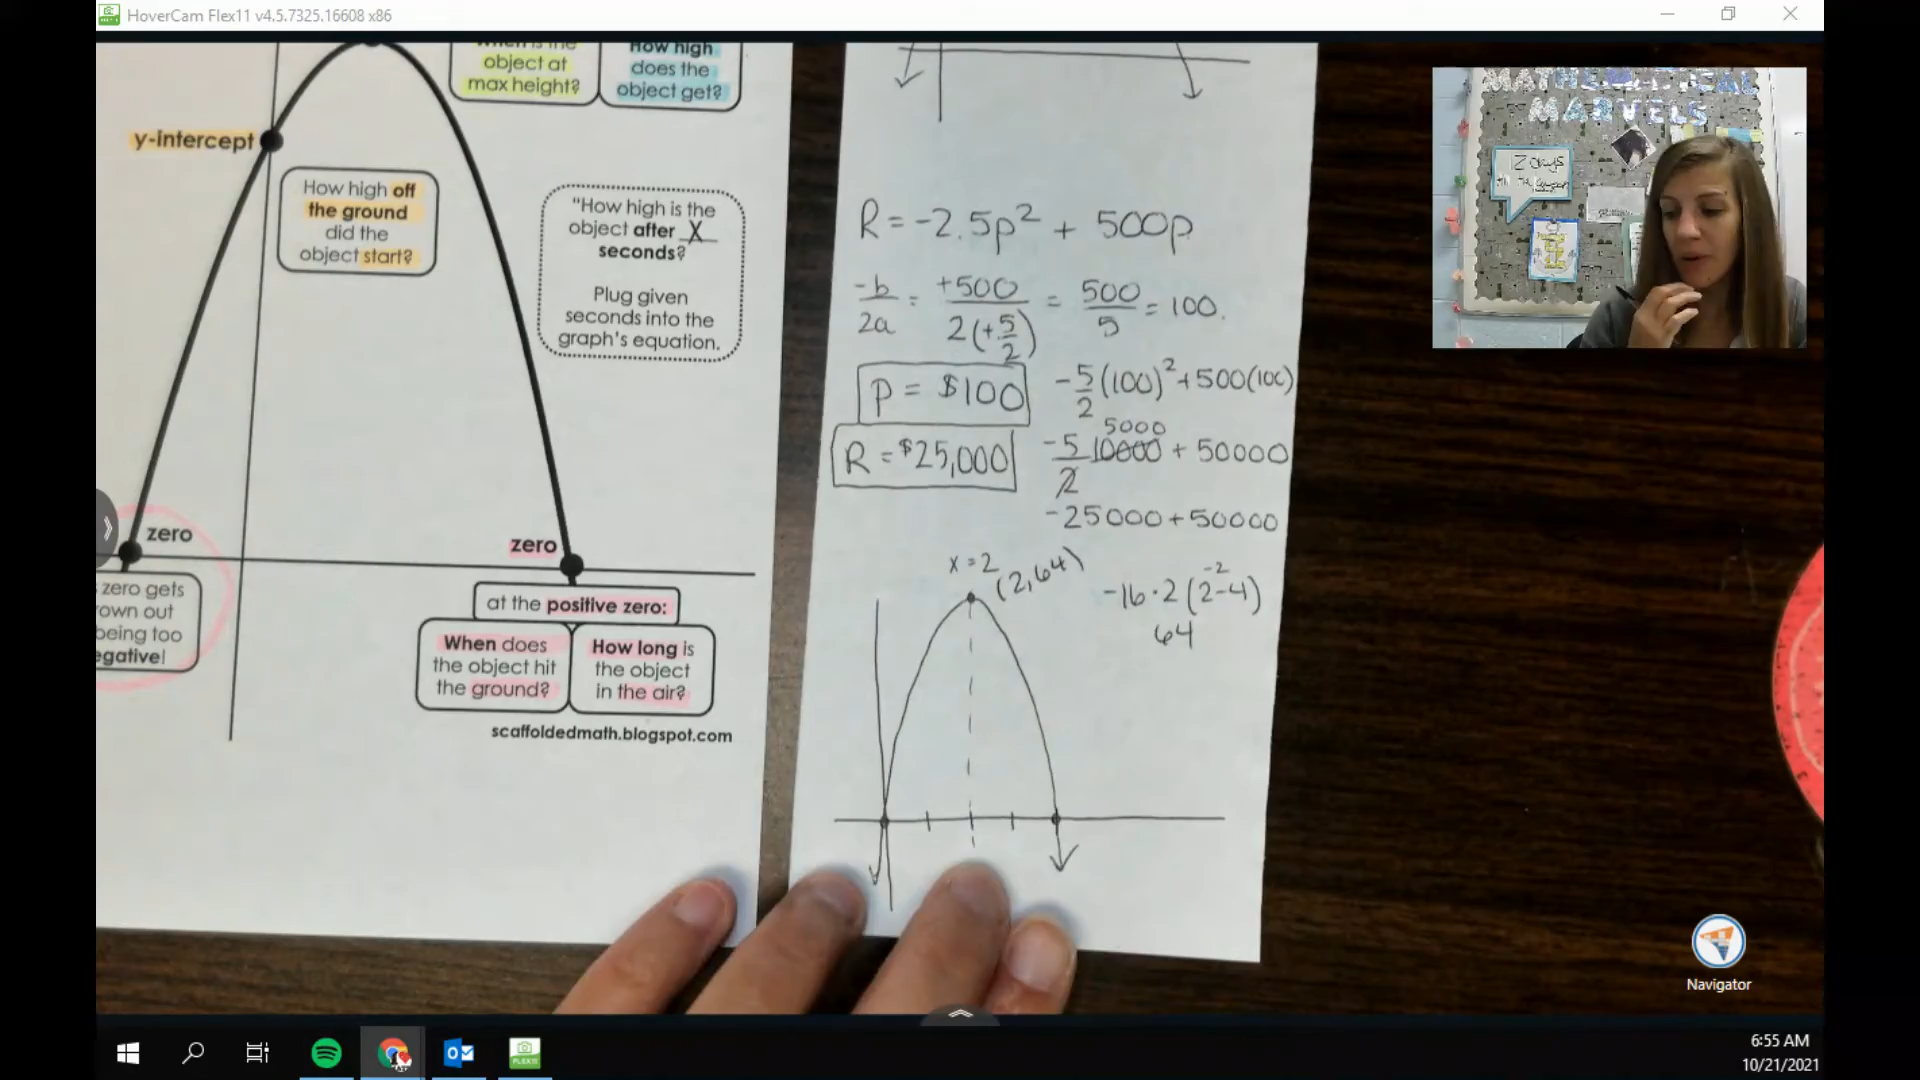 HoverCam Flex11 v4.5.7325.16608 x86
When is the
object at
max height?
How high
does the
object get?
y-intercept
How high off
the ground
did the
object start?
"How high is the
object after X
seconds?
Plug given
seconds into the
graph's equation.
zero
zero gets
own out
being too
egative!
zero
at the positive zero:
When does
the object hit
the ground?
How long is
the object
in the air?
scaffoldedmath.blogspot.com
R = -2.5p² + 500p
-b/2a = +500/2(+5/2) = 500/5 = 100.
P = $100
R = $25,000
-5/2(100)² + 500(100)
5000
-5/2 10000 + 50000
-25000 + 50000
x = 2
(2,64)
-2
-16 · 2 (2-4)
64
MATHEMATICAL
MARVELS
Navigator
FLEX11
6:55 AM
10/21/2021